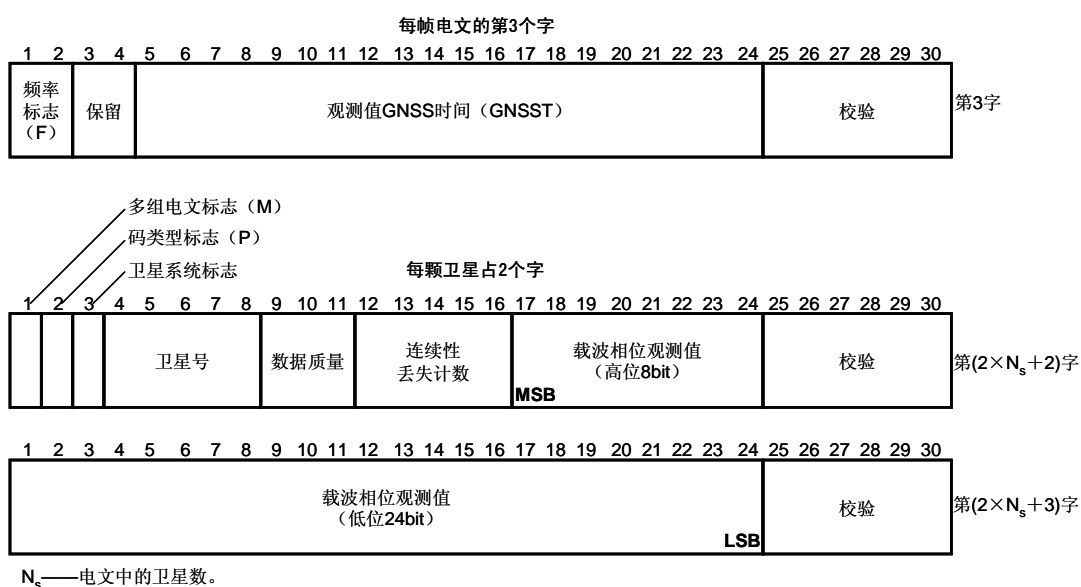 每帧电文的第3个字
1 2 3 4 5 6 7 8 9 10 11 12 13 14 15 16 17 18 19 20 21 22 23 24 25 26 27 28 29 30
频率
标志
（F）
保留
观测值GNSS时间（GNSST）
校验
第3字
多组电文标志（M）
码类型标志（P）
卫星系统标志
每颗卫星占2个字
1 2 3 4 5 6 7 8 9 10 11 12 13 14 15 16 17 18 19 20 21 22 23 24 25 26 27 28 29 30
卫星号
数据质量
连续性
丢失计数
载波相位观测值
（高位8bit）
MSB
校验
第(2×Ns＋2)字
1 2 3 4 5 6 7 8 9 10 11 12 13 14 15 16 17 18 19 20 21 22 23 24 25 26 27 28 29 30
载波相位观测值
（低位24bit）
LSB
校验
第(2×Ns＋3)字
Ns——电文中的卫星数。